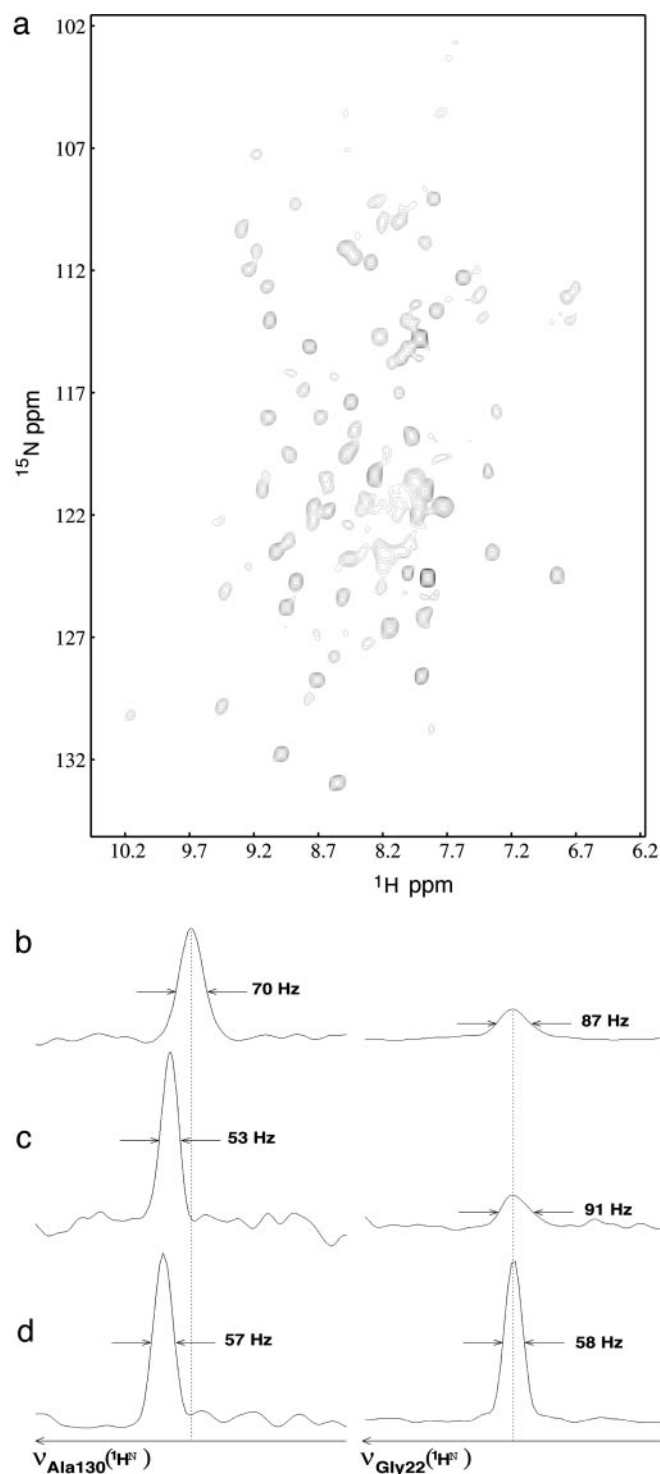 a
102
107
112
117
122
127
132
¹⁵N ppm
10.2 9.7 9.2 8.7 8.2 7.7 7.2 6.7 6.2
¹H ppm
b
70 Hz
87 Hz
c
53 Hz
91 Hz
d
57 Hz
58 Hz
νAla130(¹Hᴺ) νGly22(¹Hᴺ)